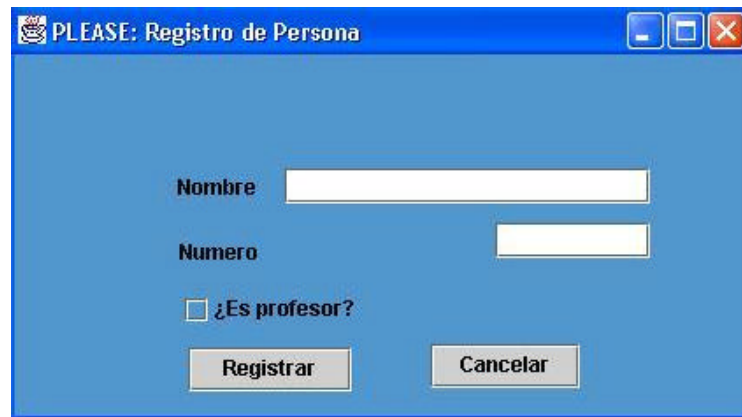 PLEASE: Registro de Persona
Nombre
Numero
¿Es profesor?
Registrar Cancelar